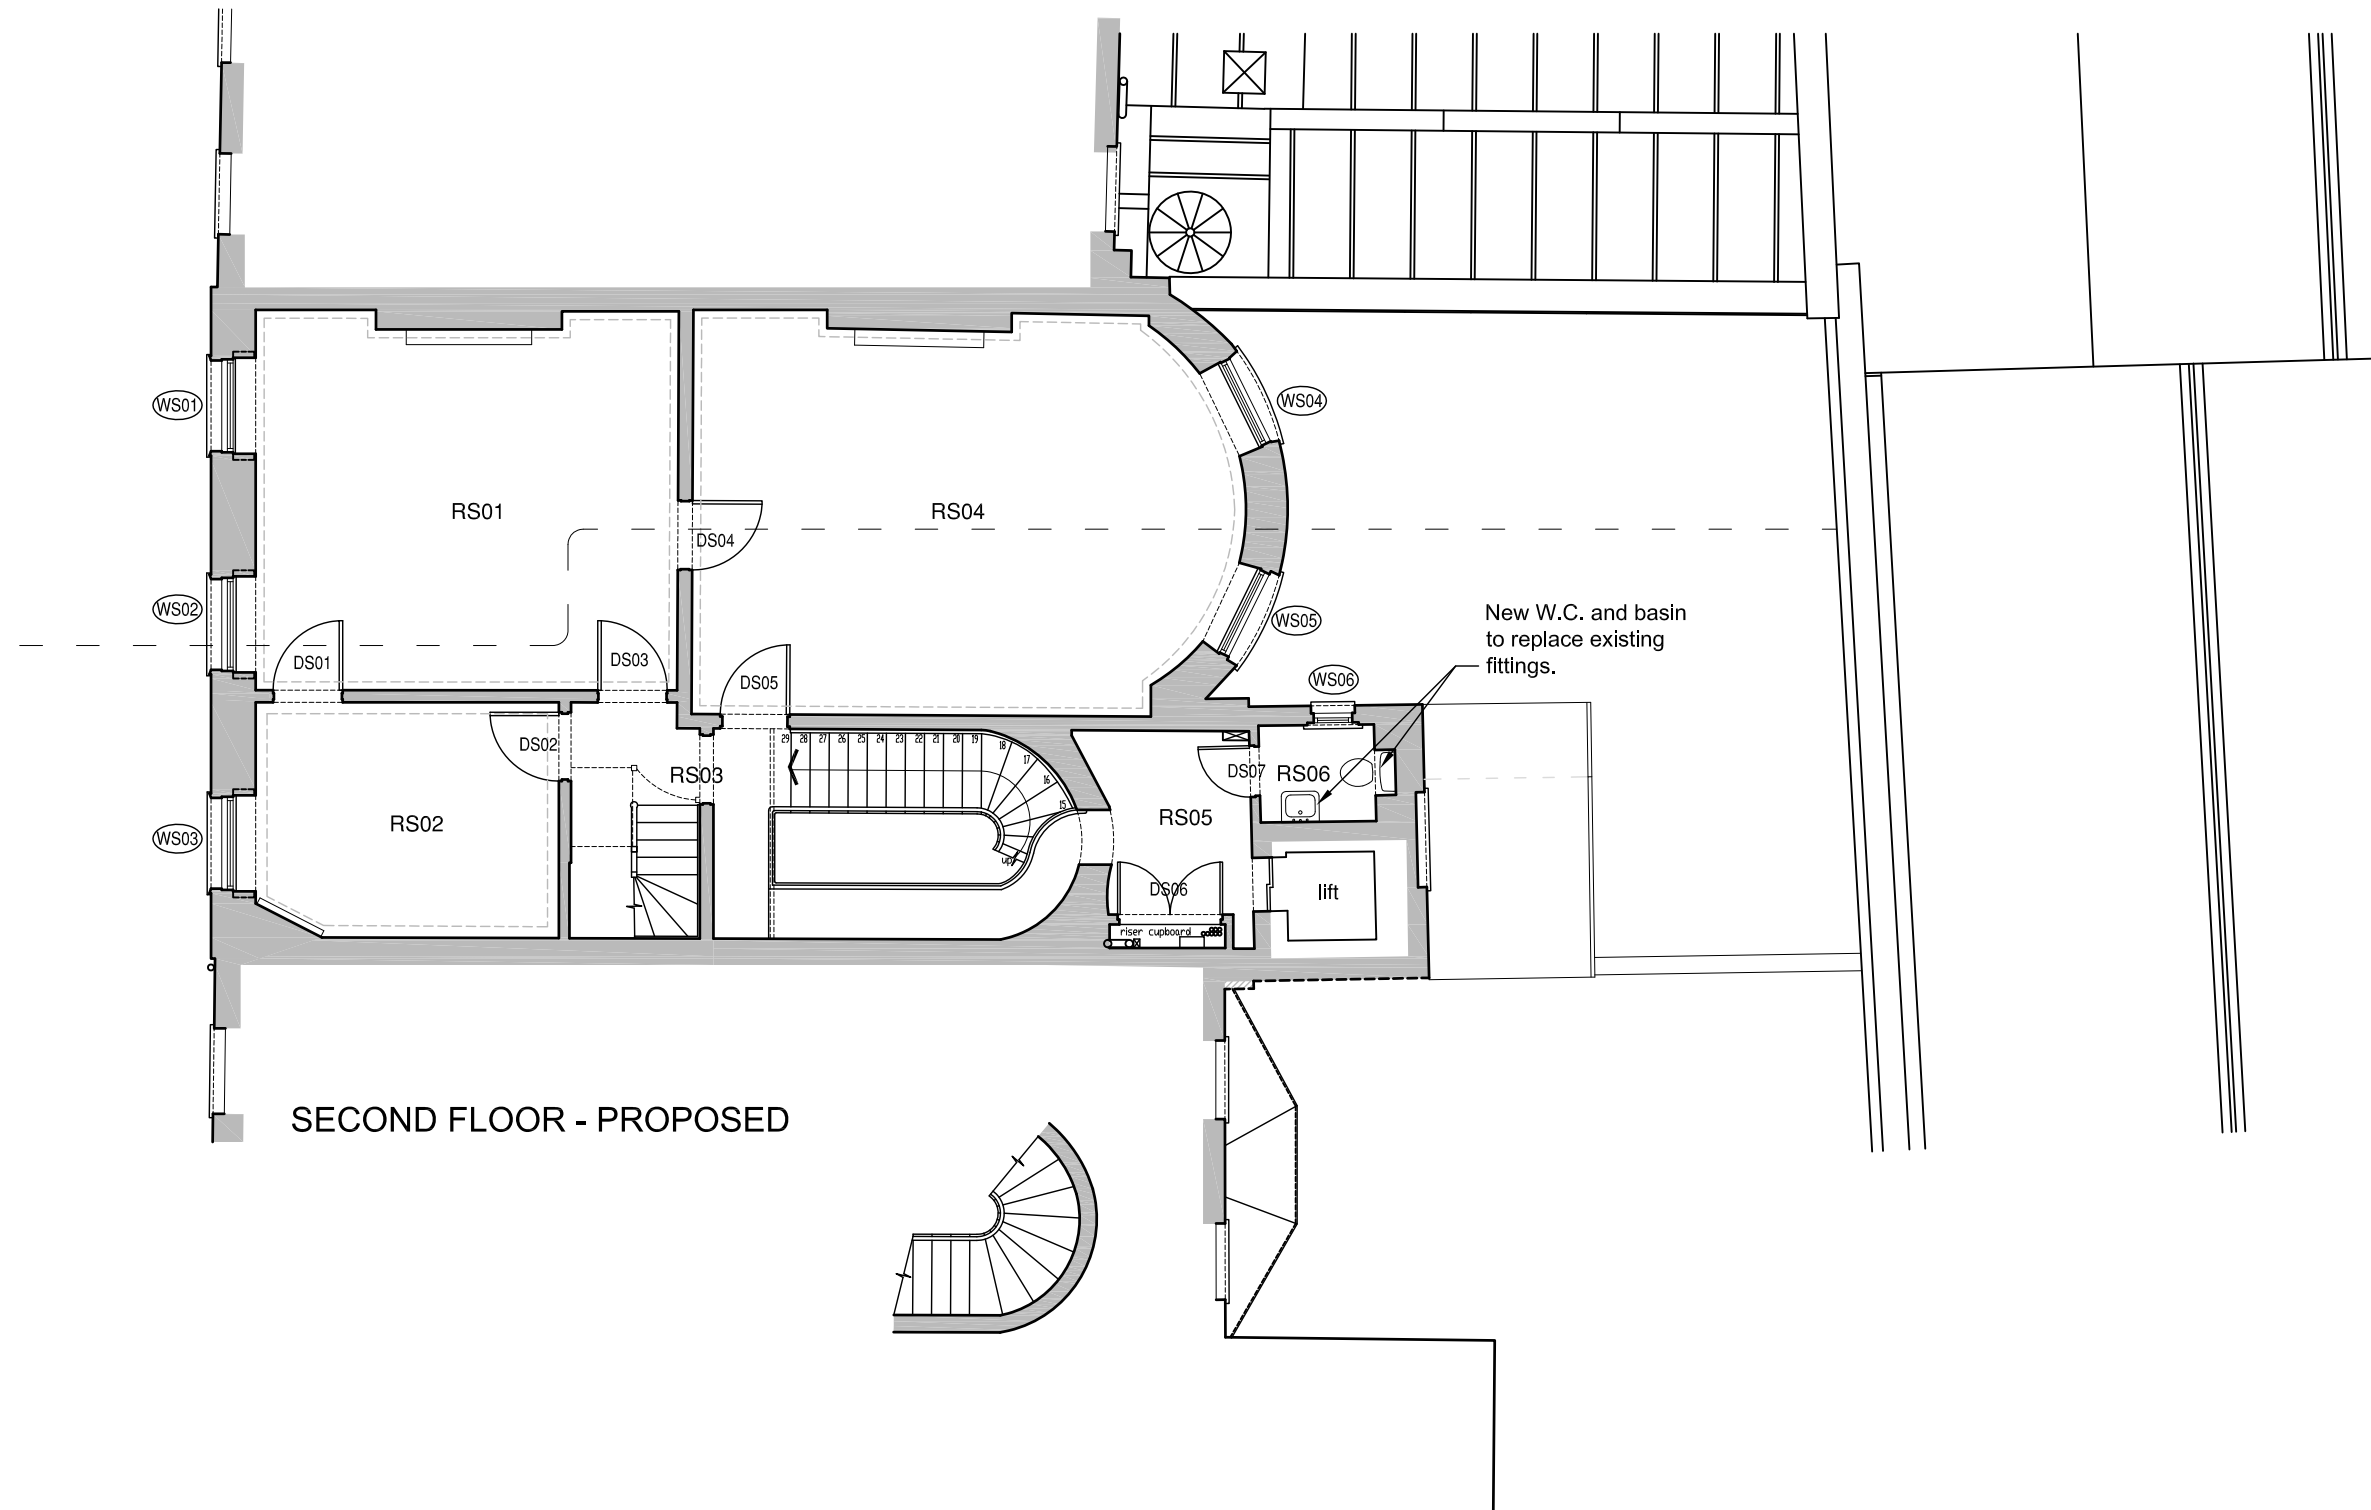 WS01
WS04
RS01
RS04
DS04
WS02
WS05
New W.C. and basin
to replace existing
fittings.
DS01
DS03
DS05
WS06
DS02
29 28 27 26 25 24 23 22 21 20 19
18
17
16
15
up
RS03
DS07
RS06
RS02
WS03
RS05
DS06
lift
riser cupboard
SECOND FLOOR - PROPOSED